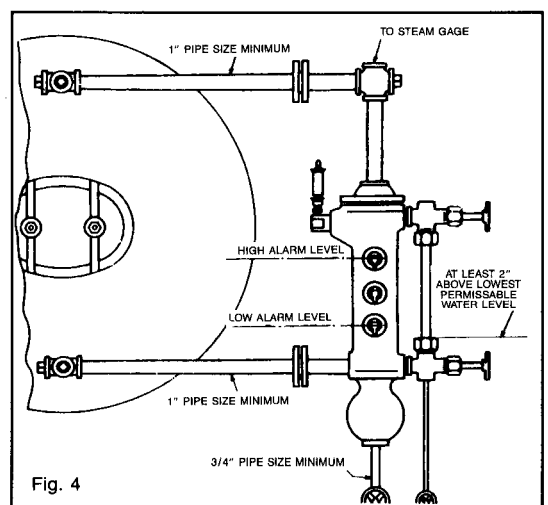 TO STEAM GAGE
1" PIPE SIZE MINIMUM
HIGH ALARM LEVEL
AT LEAST 2"
ABOVE LOWEST
PERMISSABLE
WATER LEVEL
LOW ALARM LEVEL
1" PIPE SIZE MINIMUM
3/4" PIPE SIZE MINIMUM
Fig. 4